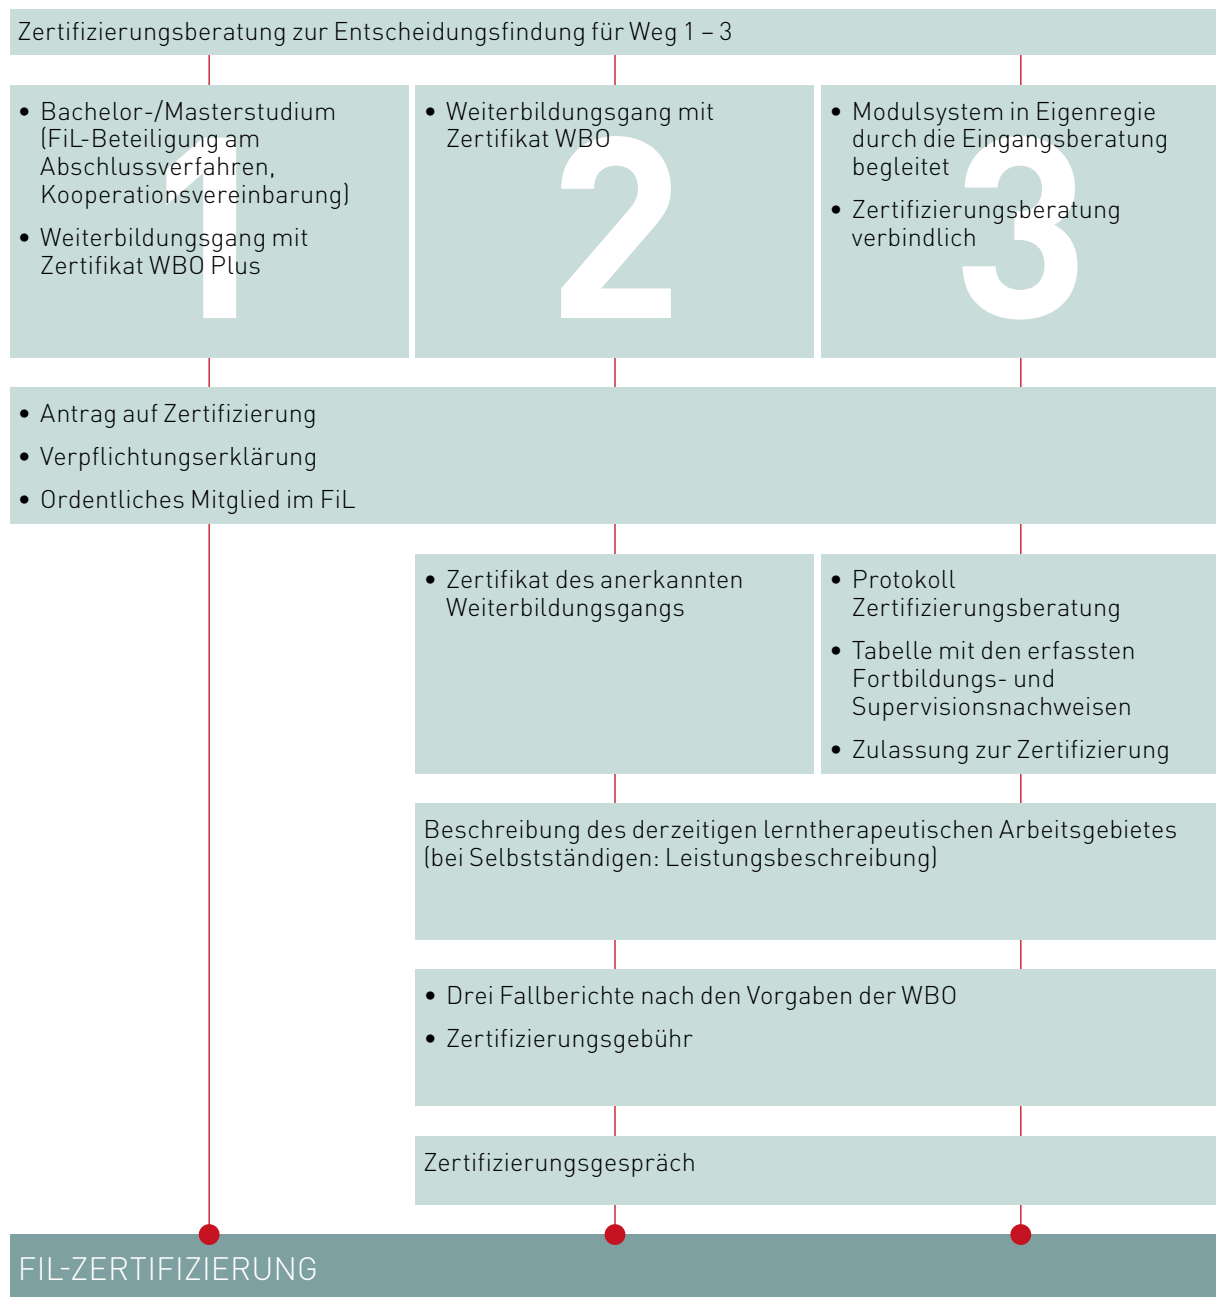 Zertifizierungsberatung zur Entscheidungsfindung für Weg 1 – 3
1
• Bachelor-/Masterstudium
(FiL-Beteiligung am
Abschlussverfahren,
Kooperationsvereinbarung)
• Weiterbildungsgang mit
Zertifikat WBO Plus
2
• Weiterbildungsgang mit
Zertifikat WBO
3
• Modulsystem in Eigenregie
durch die Eingangsberatung
begleitet
• Zertifizierungsberatung
verbindlich
• Antrag auf Zertifizierung
• Verpflichtungserklärung
• Ordentliches Mitglied im FiL
• Zertifikat des anerkannten
Weiterbildungsgangs
• Protokoll
Zertifizierungsberatung
• Tabelle mit den erfassten
Fortbildungs- und
Supervisionsnachweisen
• Zulassung zur Zertifizierung
Beschreibung des derzeitigen lerntherapeutischen Arbeitsgebietes
(bei Selbstständigen: Leistungsbeschreibung)
• Drei Fallberichte nach den Vorgaben der WBO
• Zertifizierungsgebühr
Zertifizierungsgespräch
FIL-ZERTIFIZIERUNG